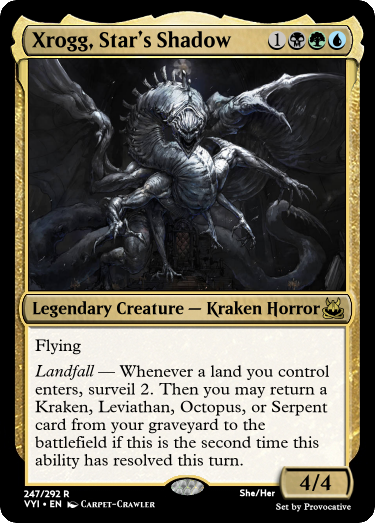 Xrogg, Star's Shadow 1
Legendary Creature — Kraken Horror
Flying
Landfall — Whenever a land you control
enters, surveil 2. Then you may return a
Kraken, Leviathan, Octopus, or Serpent
card from your graveyard to the
battlefield if this is the second time this
ability has resolved this turn.
4/4
247/292 R She/Her
VYI • EN Carpet-Crawler Set by Provocative